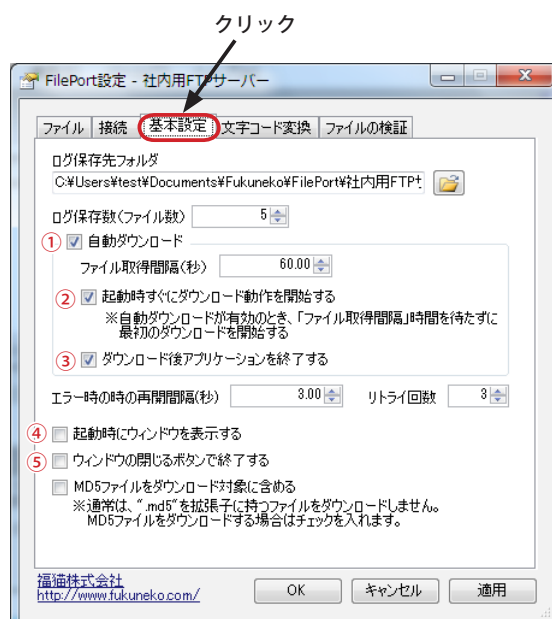 クリック
FilePort設定 - 社内用FTPサーバー
ファイル 接続 基本設定 文字コード変換 ファイルの検証
ログ保存先フォルダ
C:¥Users¥test¥Documents¥Fukuneko¥FilePort¥社内用FTPサ
ログ保存数(ファイル数) 5
① 自動ダウンロード
ファイル取得間隔(秒) 60.00
② 起動時すぐにダウンロード動作を開始する
※自動ダウンロードが有効のとき、「ファイル取得間隔」時間を待たずに
最初のダウンロードを開始する
③ ダウンロード後アプリケーションを終了する
エラー時の時の再開間隔(秒) 3.00 リトライ回数 3
④ 起動時にウィンドウを表示する
⑤ ウィンドウの閉じるボタンで終了する
MD5ファイルをダウンロード対象に含める
※通常は、“.md5”を拡張子に持つファイルをダウンロードしません。
MD5ファイルをダウンロードする場合はチェックを入れます。
福猫株式会社
http://www.fukuneko.com/
OK キャンセル 適用